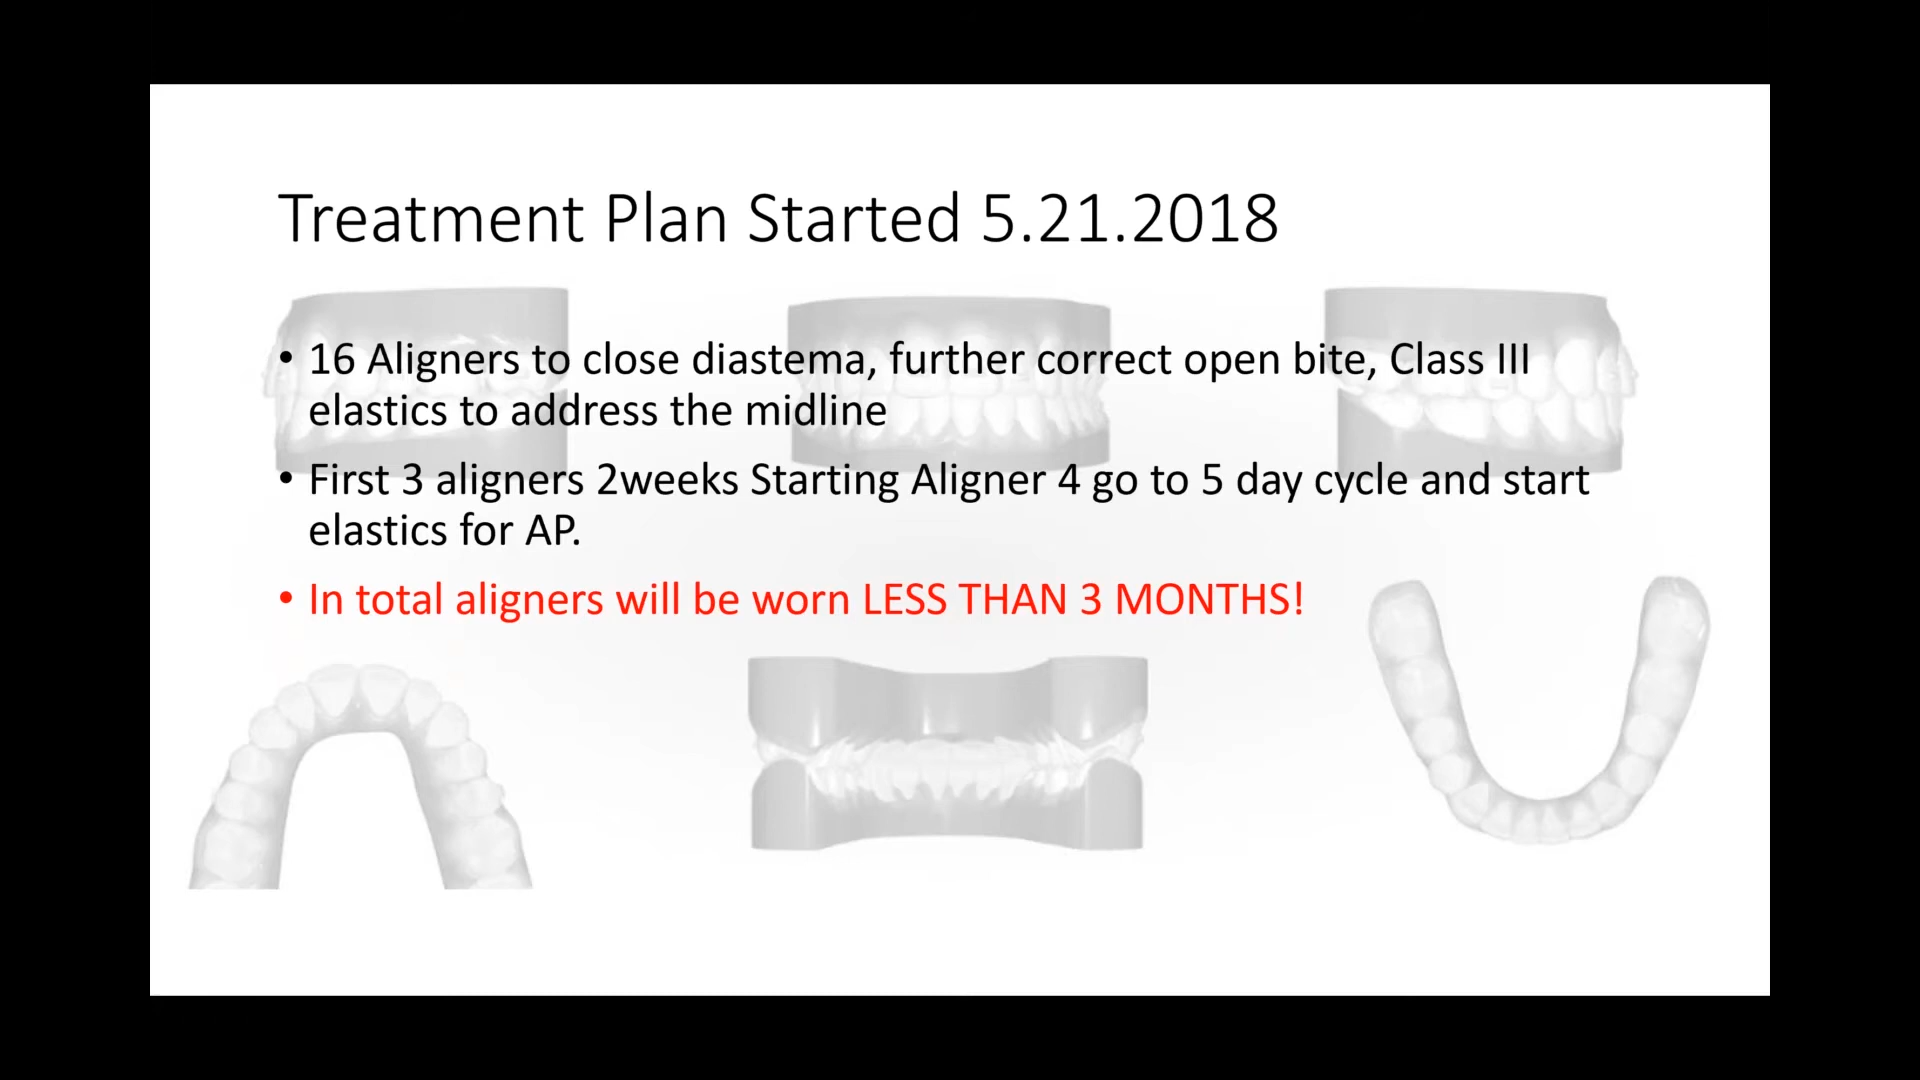 Treatment Plan Started 5.21.2018
• 16 Aligners to close diastema, further correct open bite, Class III
elastics to address the midline
• First 3 aligners 2weeks Starting Aligner 4 go to 5 day cycle and start
elastics for AP.
• In total aligners will be worn LESS THAN 3 MONTHS!